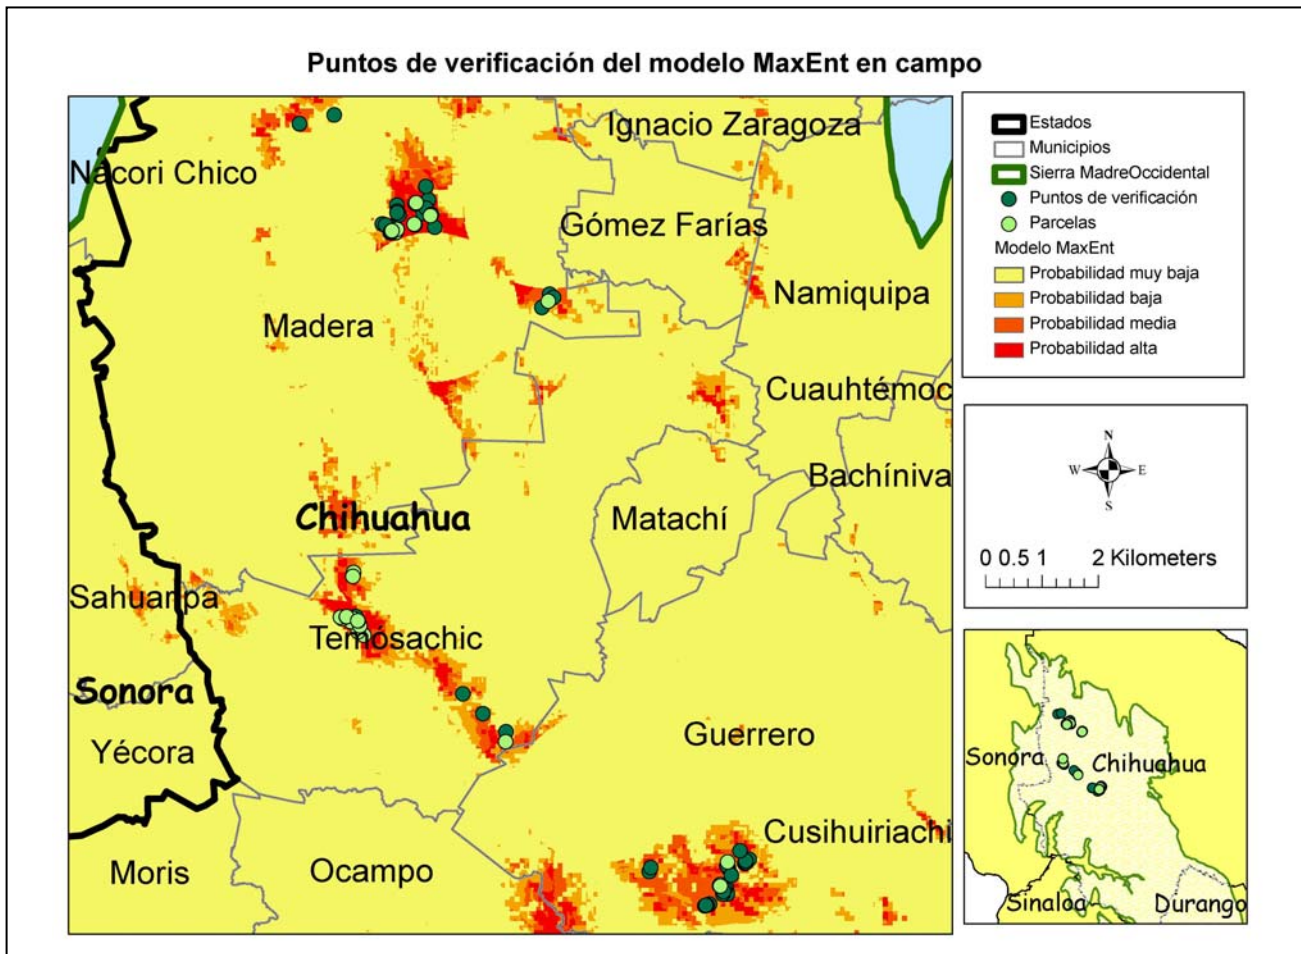 Puntos de verificación del modelo MaxEnt en campo
Ignacio Zaragoza
Nácori Chico
Gómez Farías
Namiquipa
Madera
Cuauhtémoc
Bachíniva
Chihuahua
Matachí
Sahuaripa
Temósachic
Sonora
Yécora
Guerrero
Cusihuiriachi
Moris
Ocampo
Estados
Municipios
Sierra MadreOccidental
Puntos de verificación
Parcelas
Modelo MaxEnt
Probabilidad muy baja
Probabilidad baja
Probabilidad media
Probabilidad alta
N
W E
S
0 0.5 1 2 Kilometers
Sonora
Chihuahua
Sinaloa
Durango